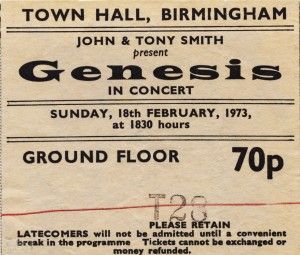 TOWN HALL, BIRMINGHAM
JOHN & TONY SMITH
present
Genesis
IN CONCERT
SUNDAY, 18th FEBRUARY, 1973,
at 1830 hours
GROUND FLOOR 70p
T28
PLEASE RETAIN
LATECOMERS will not be admitted until a convenient
break in the programme Tickets cannot be exchanged or
money refunded.